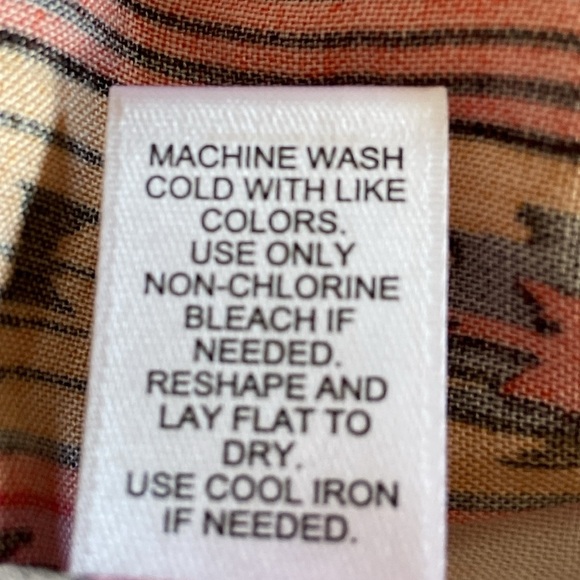 MACHINE WASH
COLD WITH LIKE
COLORS.
USE ONLY
NON-CHLORINE
BLEACH IF
NEEDED.
RESHAPE AND
LAY FLAT TO
DRY.
USE COOL IRON
IF NEEDED.